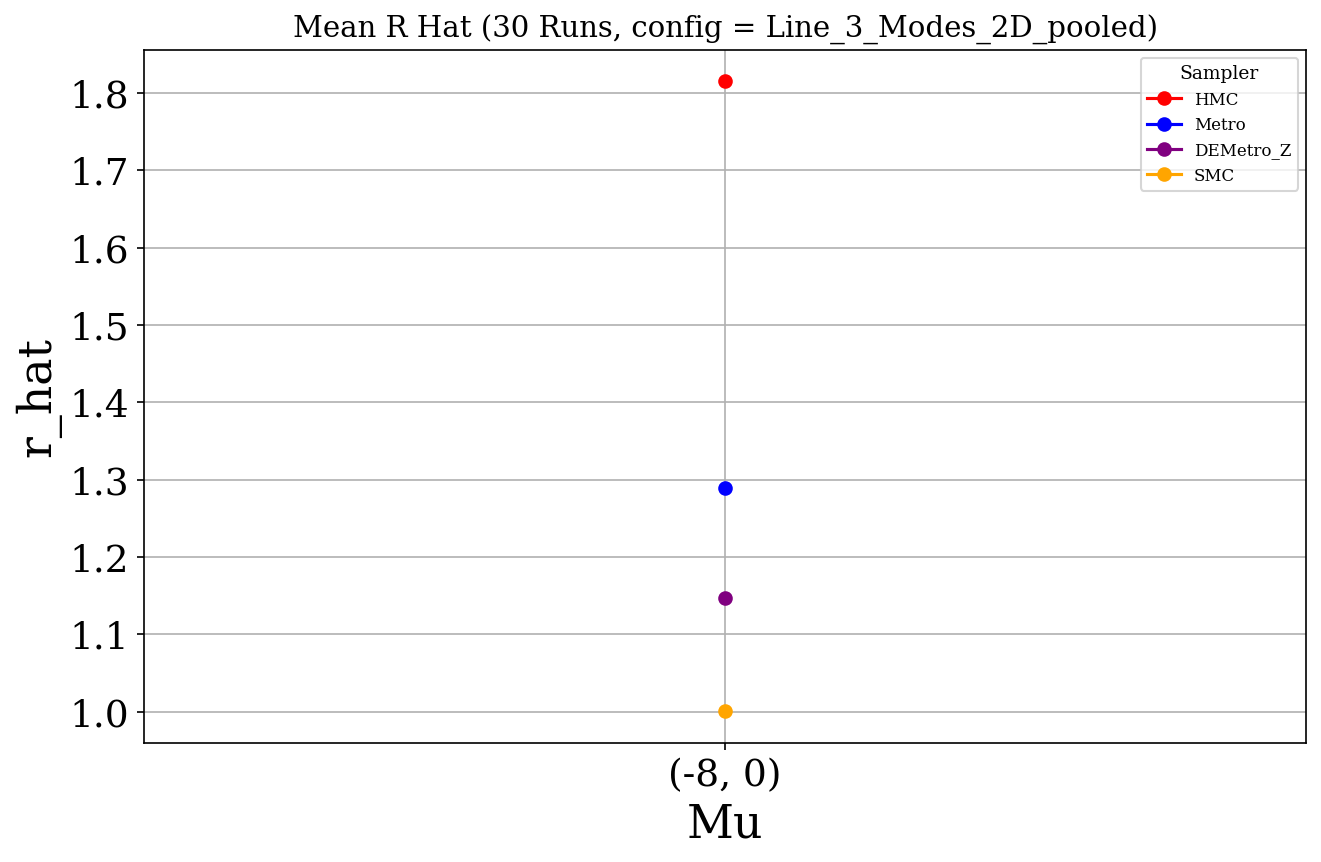 Mean R Hat (30 Runs, config = Line_3_Modes_2D_pooled)
Sampler
HMC
Metro
DEMetro_Z
SMC
r_hat
1.8
1.7
1.6
1.5
1.4
1.3
1.2
1.1
1.0
(-8, 0)
Mu